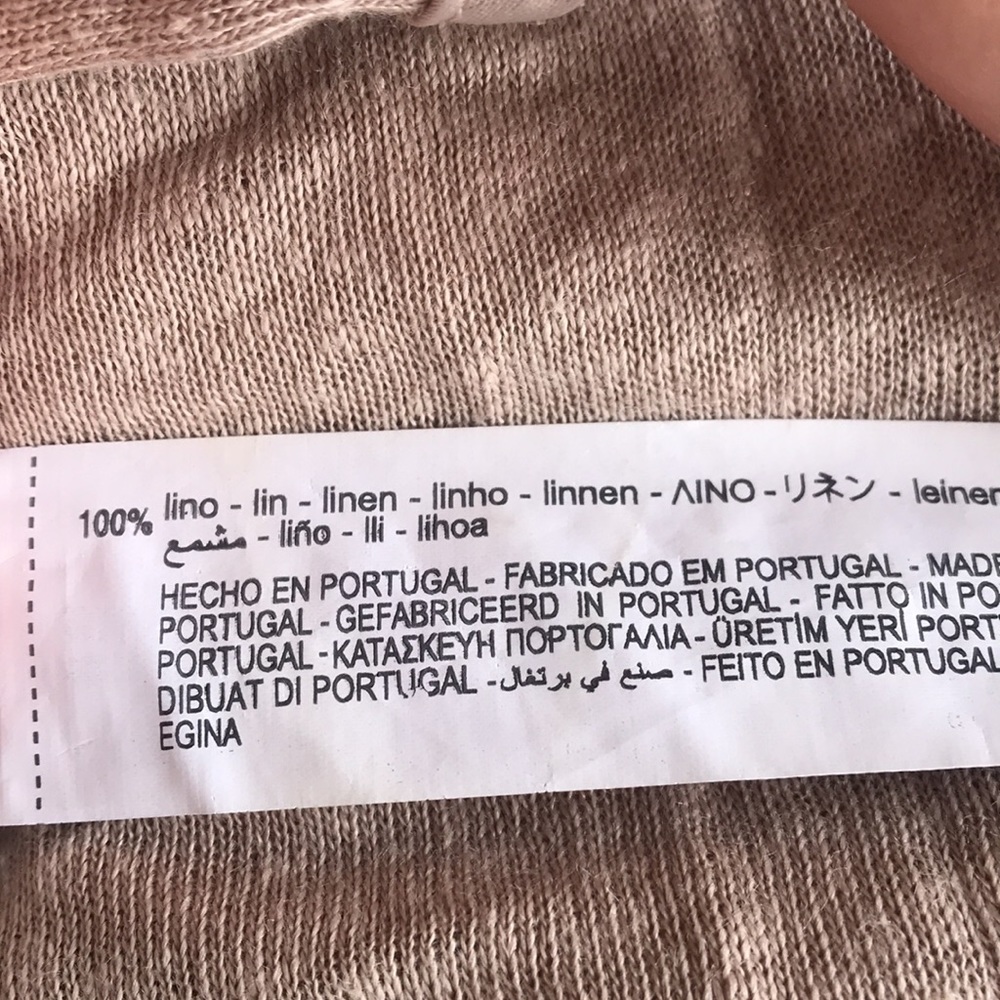 100% lino - lin - linen - linho - linnen - ΛΙΝΟ - リネン - leinen
مشمع - liño - lli - lihoa
HECHO EN PORTUGAL - FABRICADO EM PORTUGAL - MADE
PORTUGAL - GEFABRICEERD IN PORTUGAL - FATTO IN PO
PORTUGAL - ΚΑΤΑΣΚΕΥΗ ΠΟΡΤΟΓΑΛΙΑ - ÜRETİM YERİ PORT
DIBUAT DI PORTUGAL - صنع في برتغال - FEITO EN PORTUGAL
EGINA